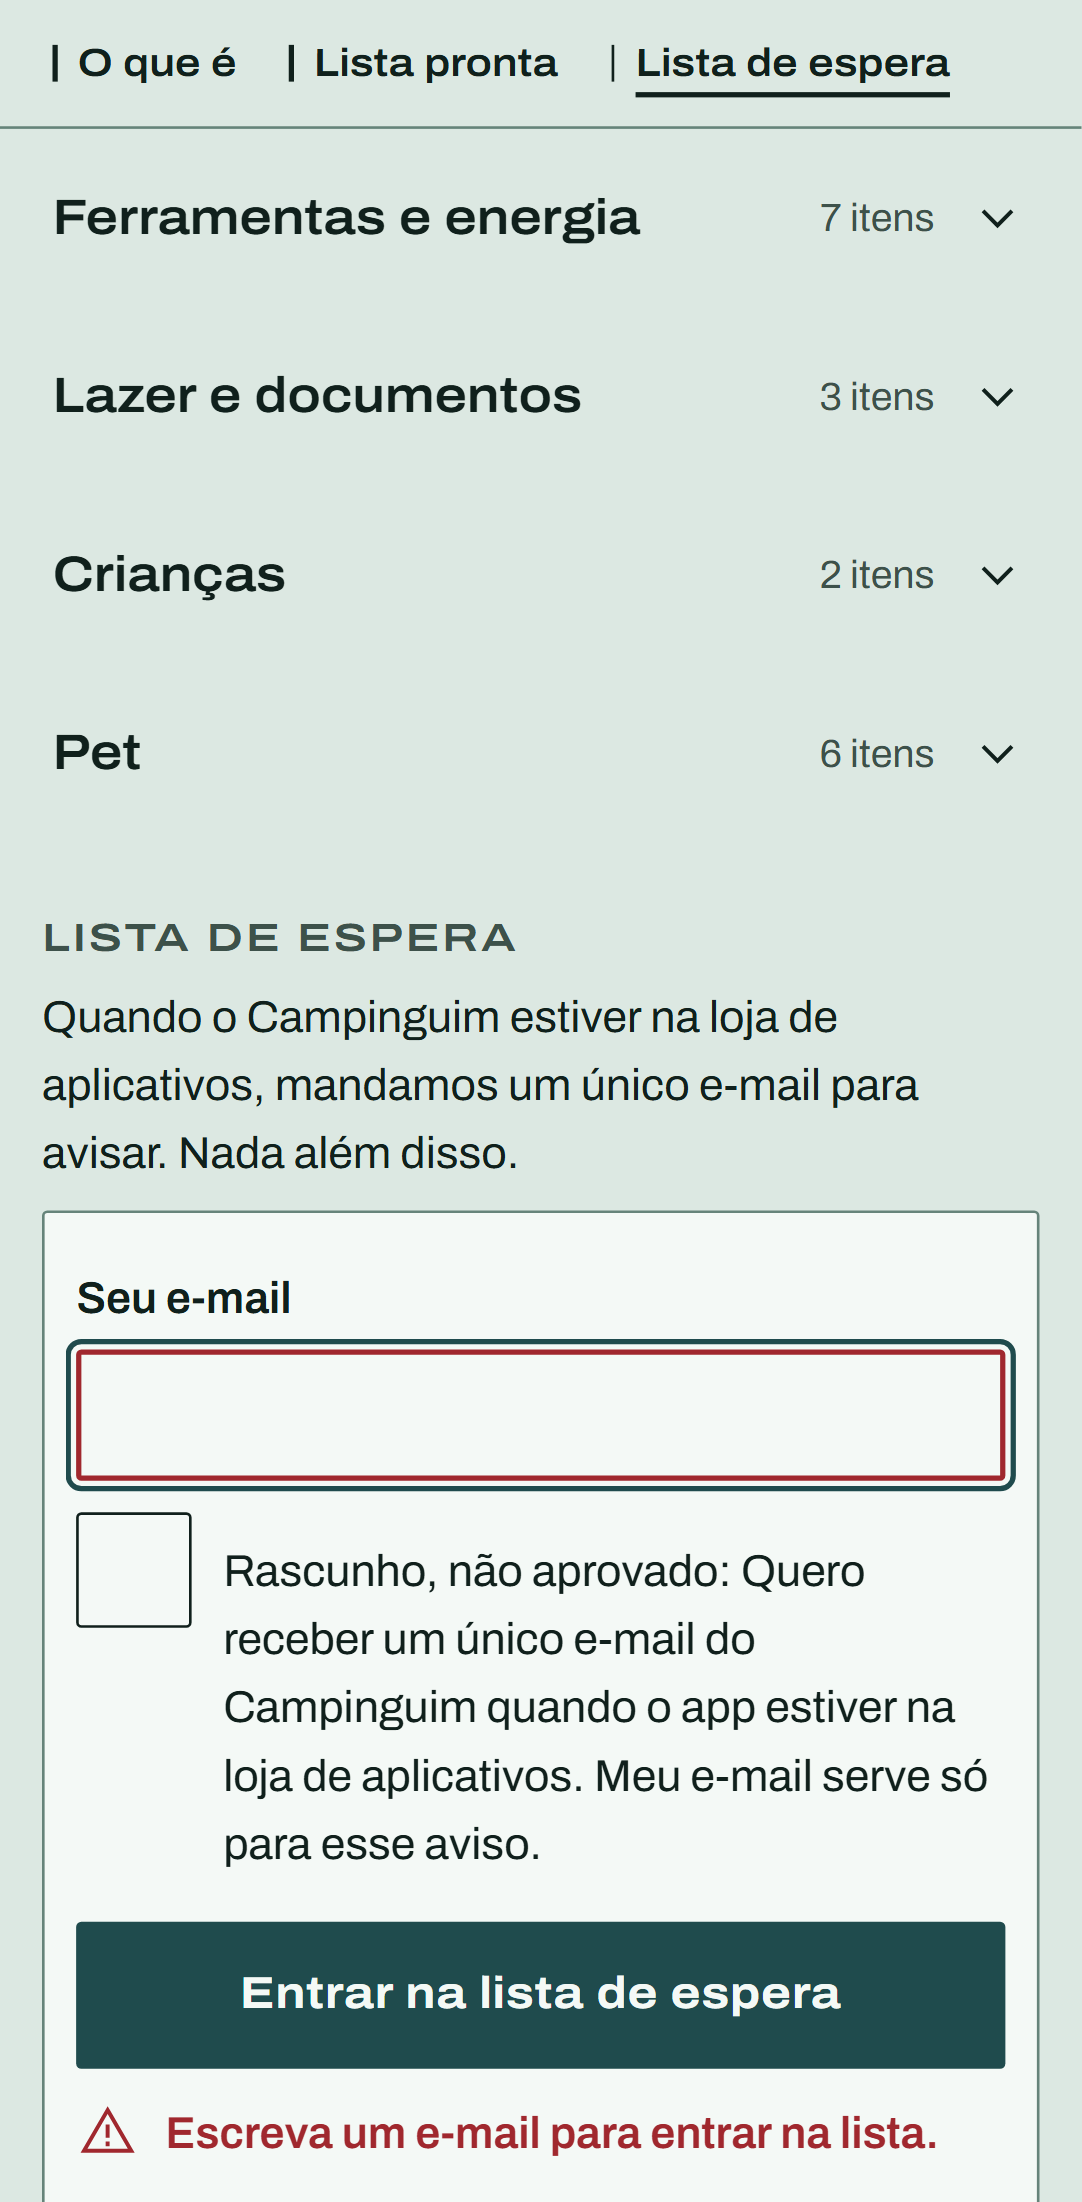 O que é
Lista pronta
Lista de espera
Ferramentas e energia
7 itens
Lazer e documentos
3 itens
Crianças
2 itens
Pet
6 itens
LISTA DE ESPERA
Quando o Campinguim estiver na loja de
aplicativos, mandamos um único e-mail para
avisar. Nada além disso.
Seu e-mail
Rascunho, não aprovado: Quero
receber um único e-mail do
Campinguim quando o app estiver na
loja de aplicativos. Meu e-mail serve só
para esse aviso.
Entrar na lista de espera
Escreva um e-mail para entrar na lista.